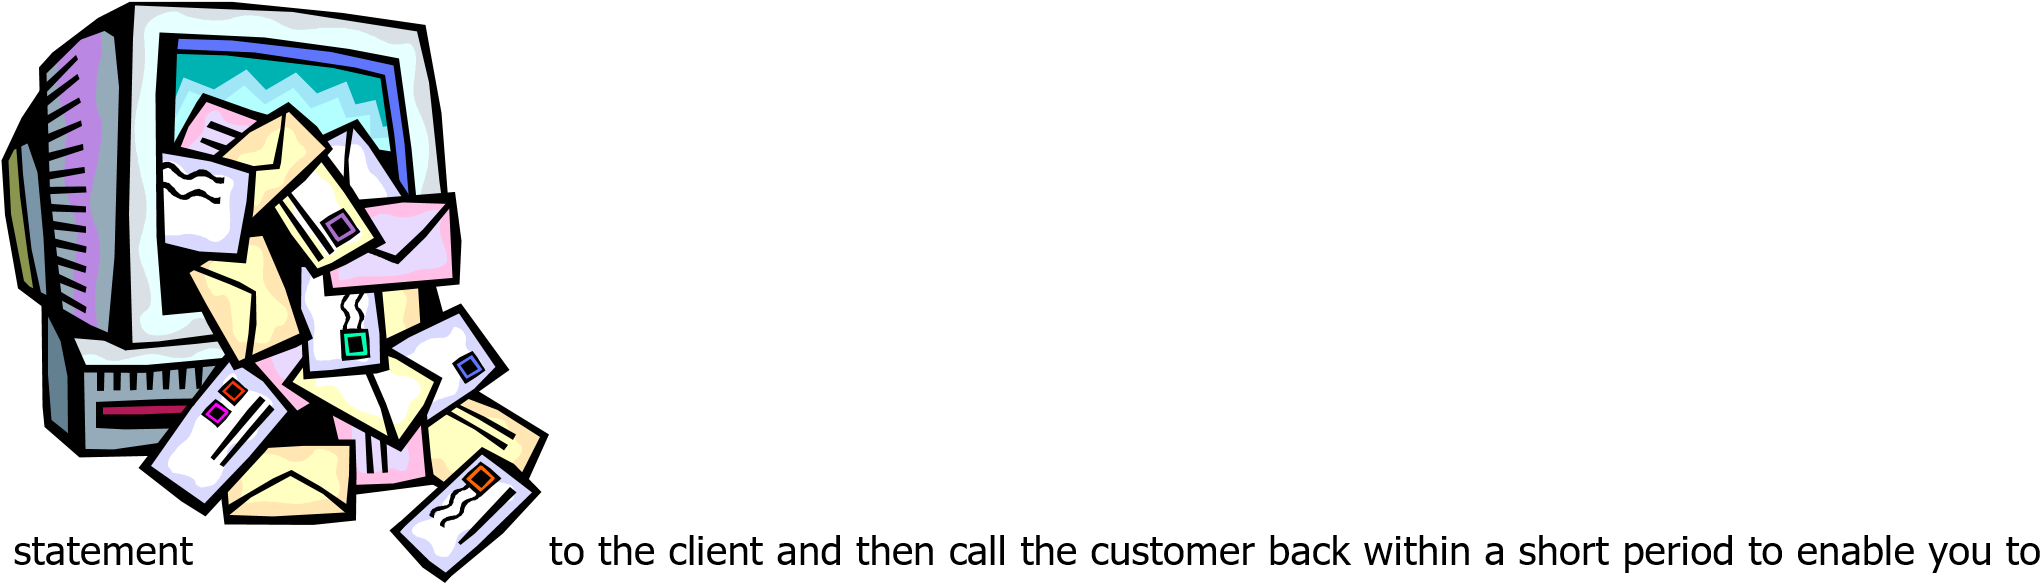 statement to the client and then call the customer back within a short period to enable you to